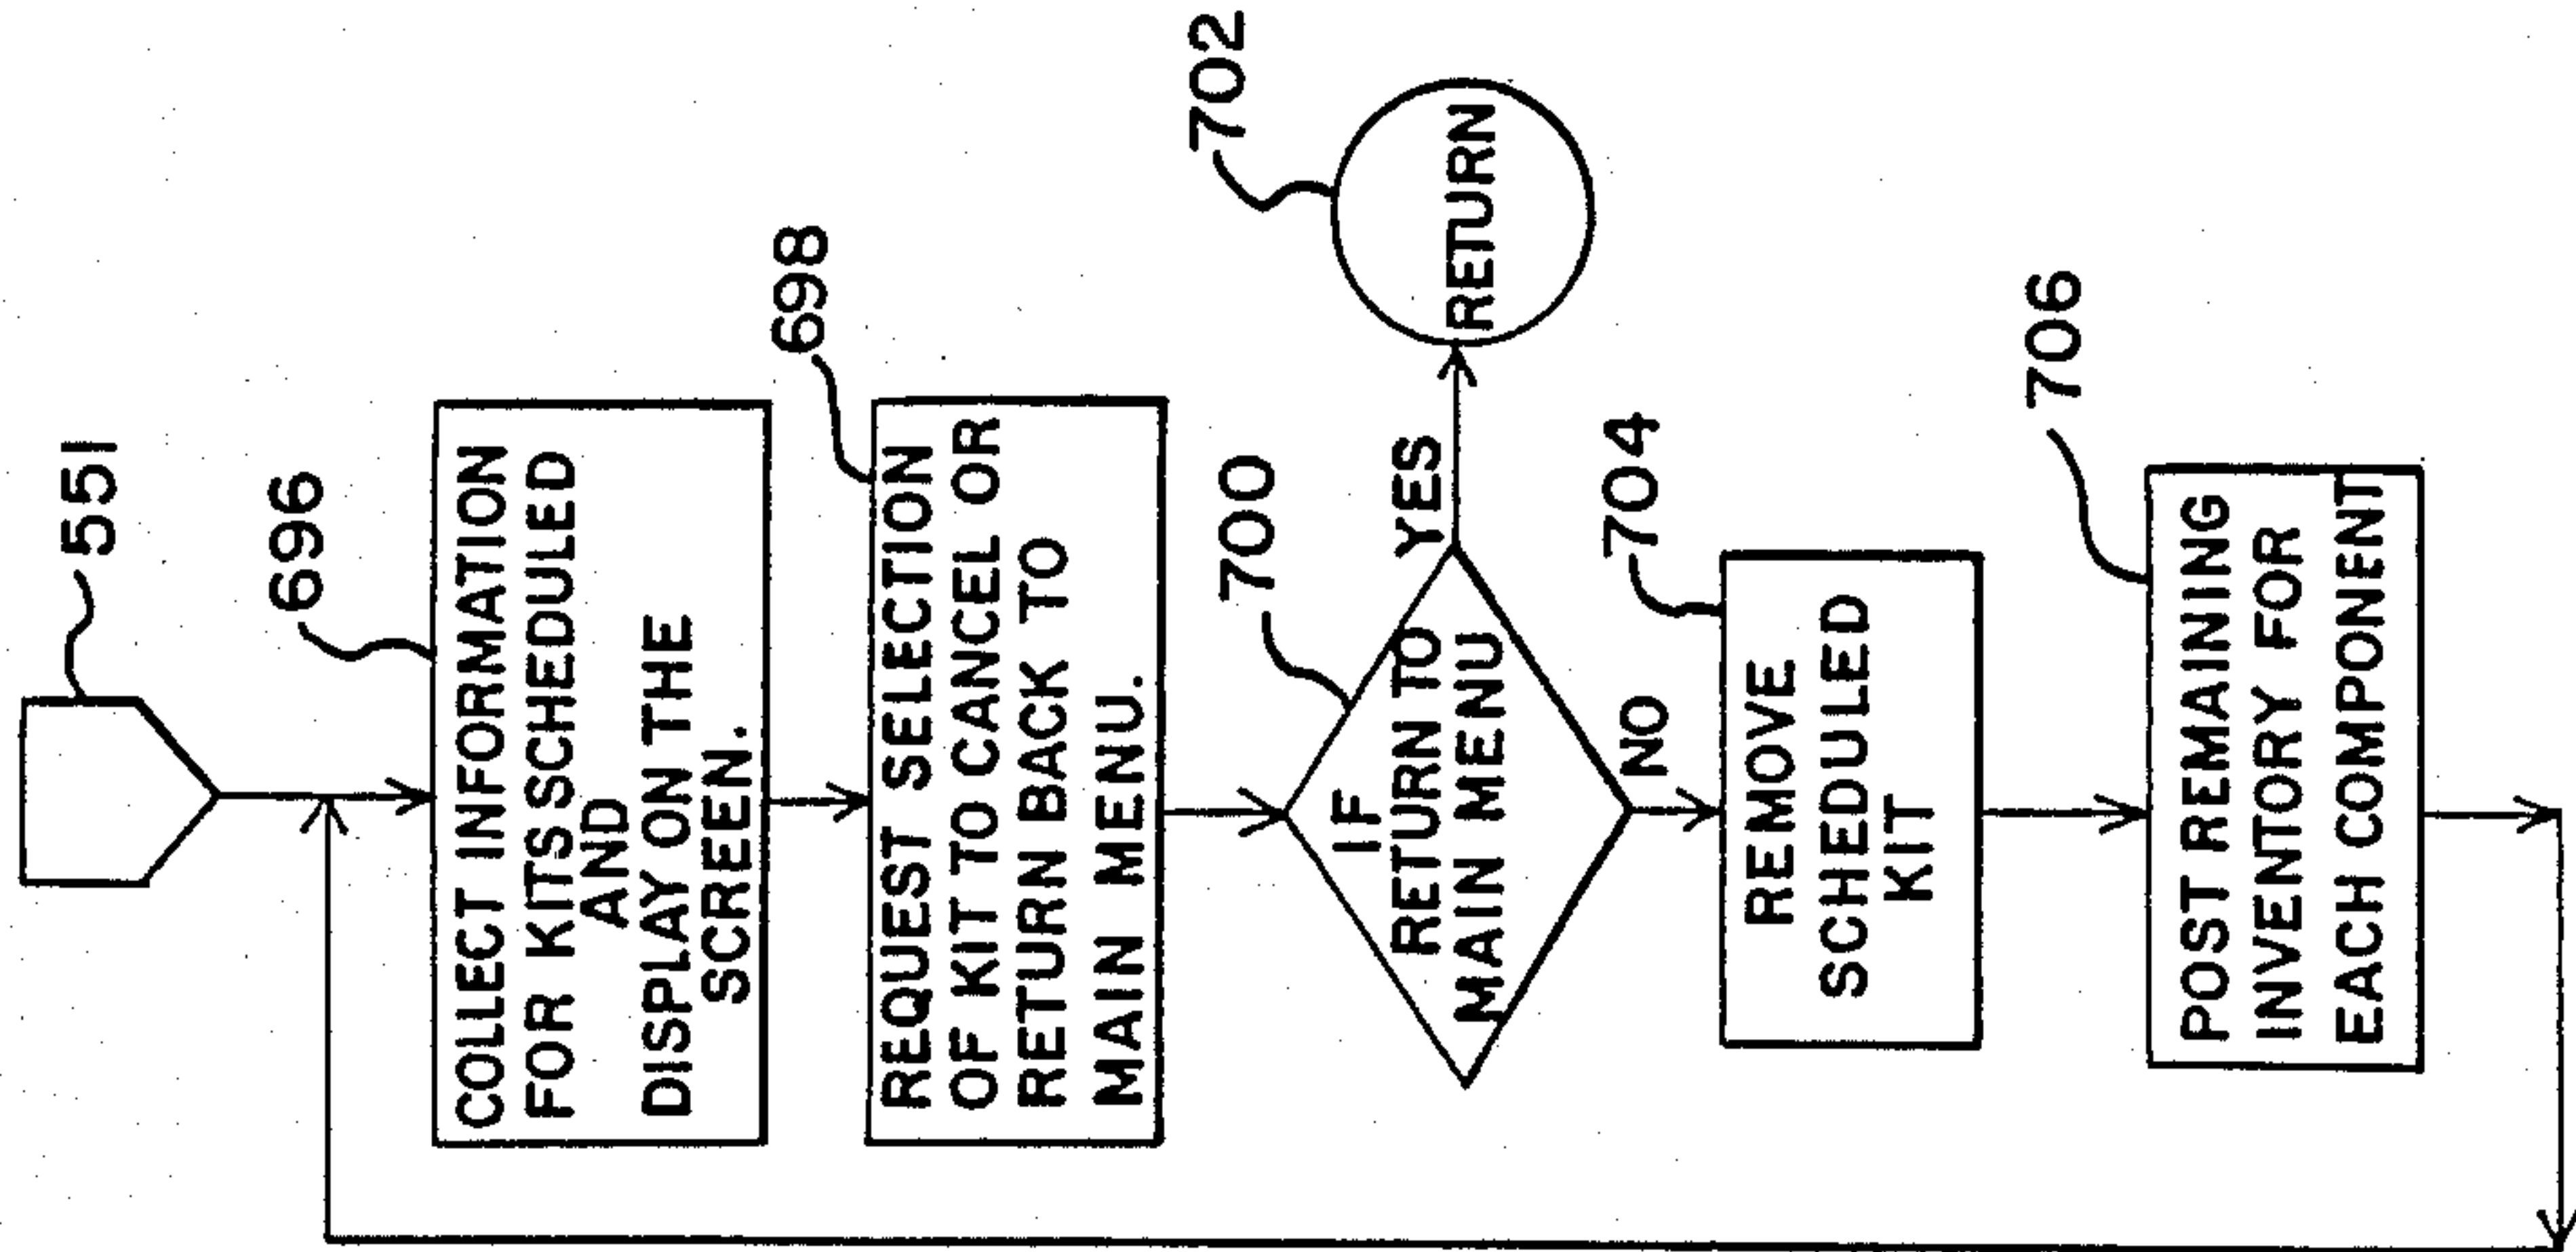 551
696
COLLECT INFORMATION
FOR KITS SCHEDULED
AND
DISPLAY ON THE
SCREEN.
698
REQUEST SELECTION
OF KIT TO CANCEL OR
RETURN BACK TO
MAIN MENU.
700
IF
RETURN TO
MAIN MENU
YES
702
RETURN
NO
704
REMOVE
SCHEDULED
KIT
706
POST REMAINING
INVENTORY FOR
EACH COMPONENT